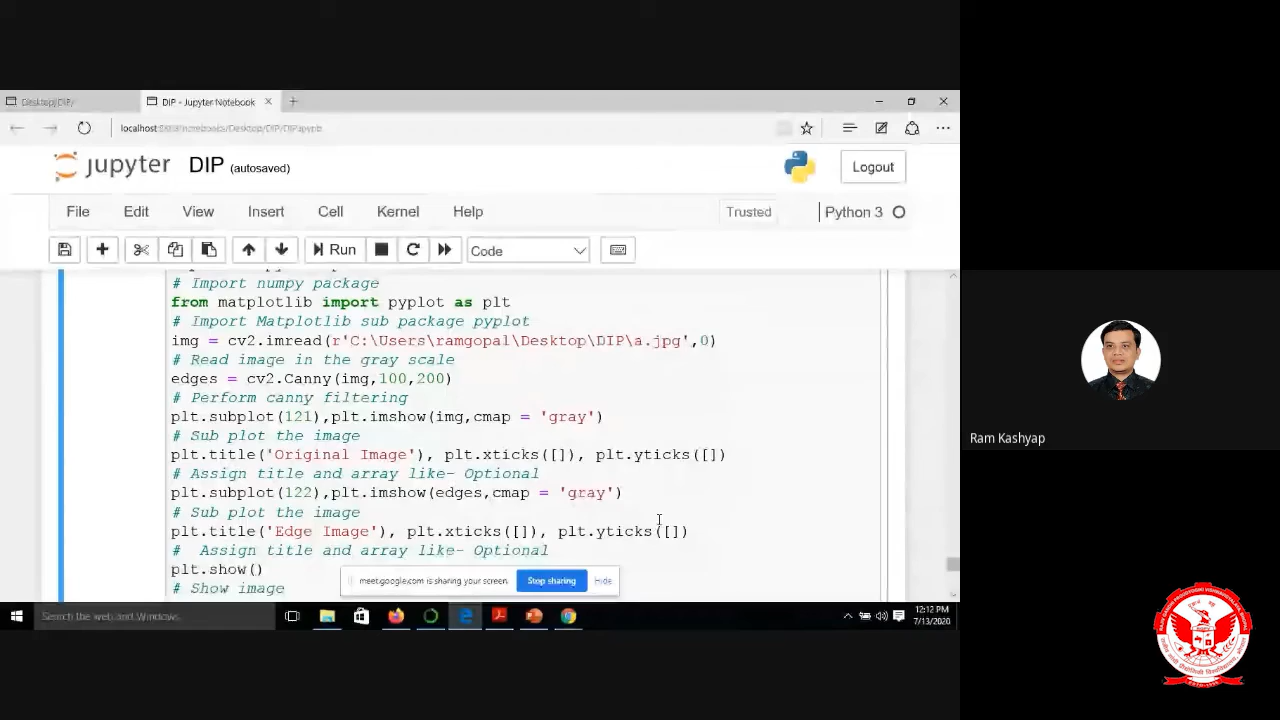 Desktop/DIP/
DIP - Jupyter Notebook
localhost:8888/notebooks/Desktop/DIP/DIP.ipynb
jupyter DIP (autosaved)
Logout
File Edit View Insert Cell Kernel Help
Trusted
Python 3
Run
Code
# Import numpy package
from matplotlib import pyplot as plt
# Import Matplotlib sub package pyplot
img = cv2.imread(r'C:\Users\ramgopal\Desktop\DIP\a.jpg',0)
# Read image in the gray scale
edges = cv2.Canny(img,100,200)
# Perform canny filtering
plt.subplot(121),plt.imshow(img,cmap = 'gray')
# Sub plot the image
plt.title('Original Image'), plt.xticks([]), plt.yticks([])
# Assign title and array like- Optional
plt.subplot(122),plt.imshow(edges,cmap = 'gray')
# Sub plot the image
plt.title('Edge Image'), plt.xticks([]), plt.yticks([])
#  Assign title and array like- Optional
plt.show()
# Show image
meet.google.com is sharing your screen.
Stop sharing
Hide
Search the web and Windows
12:12 PM
7/13/2020
Ram Kashyap